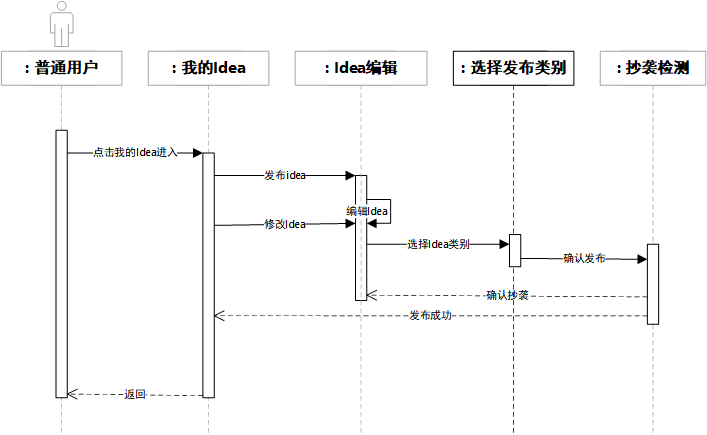 : 普通用户
: 我的Idea
: Idea编辑
: 选择发布类别
: 抄袭检测
点击我的Idea进入
发布idea
编辑Idea
修改Idea
选择Idea类别
确认发布
确认抄袭
发布成功
返回